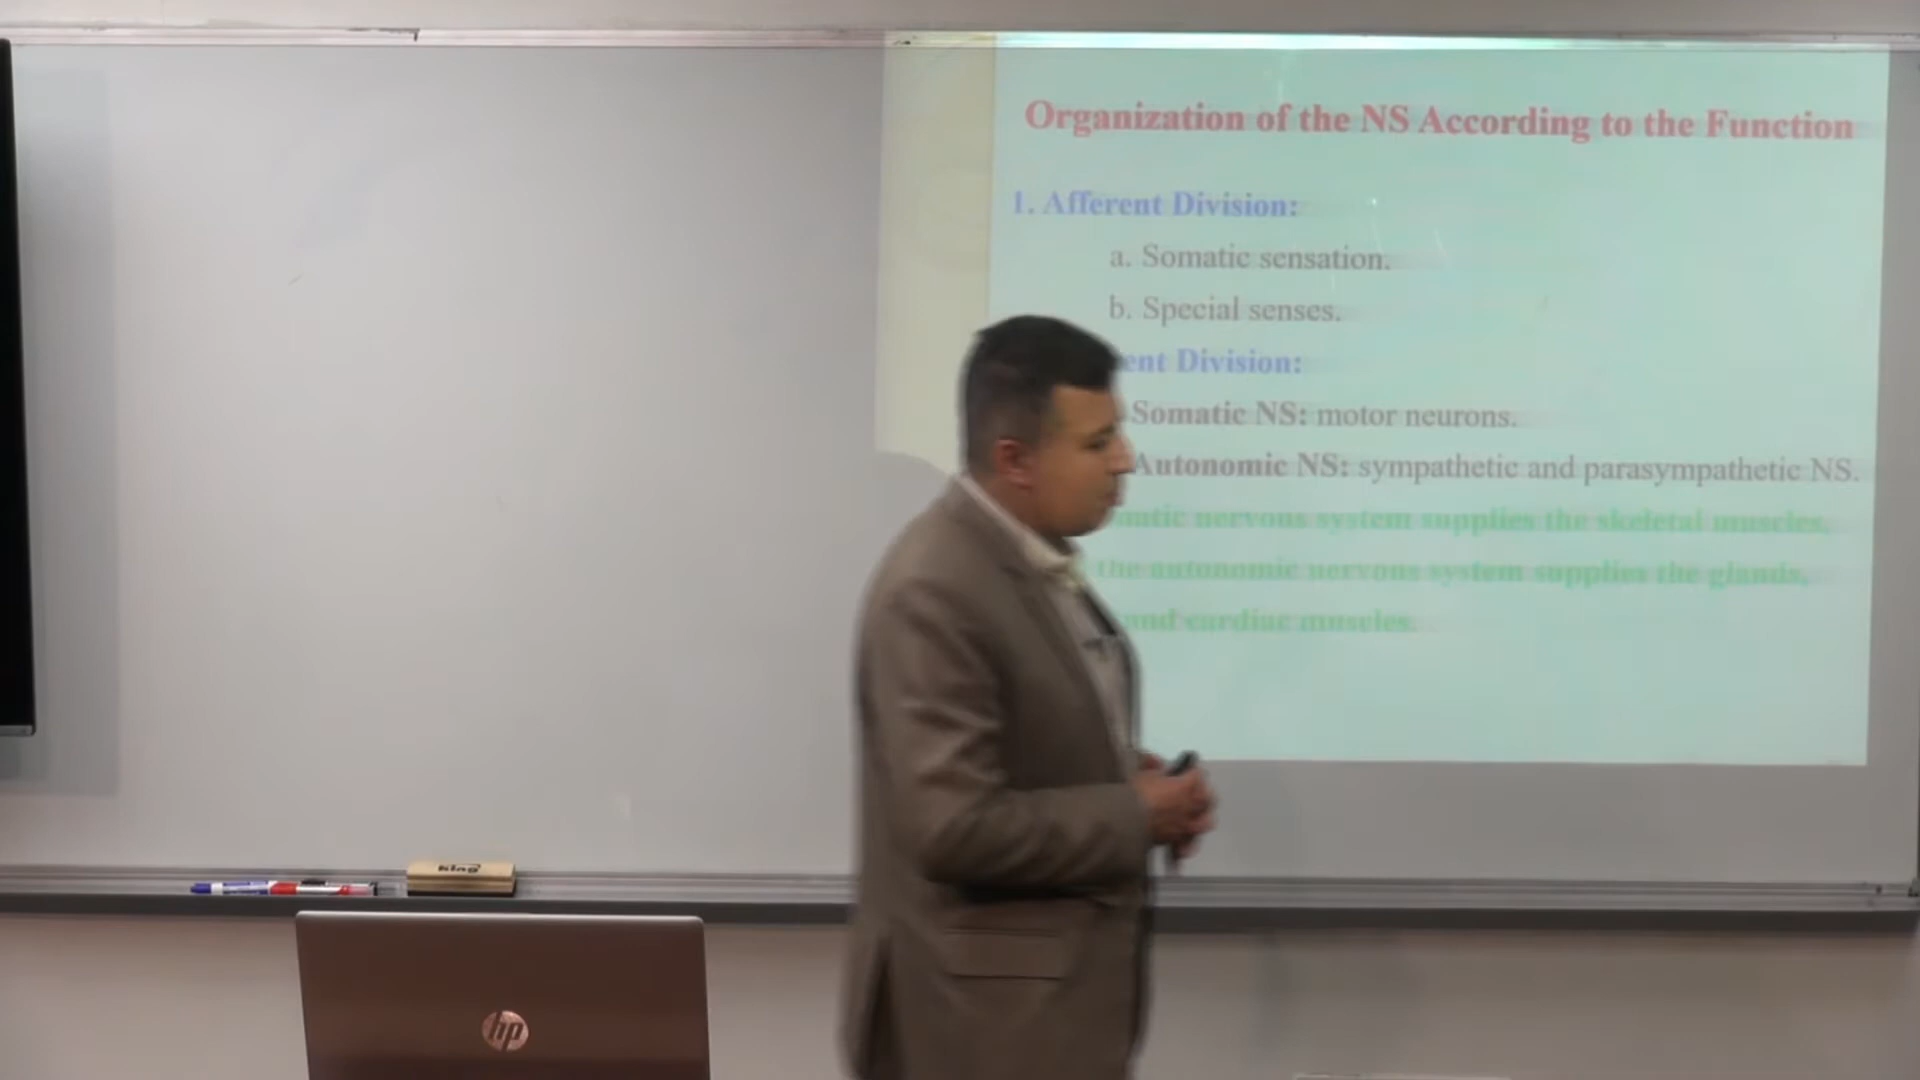 Organization of the NS According to the Function
1. Afferent Division:
a. Somatic sensation.
b. Special senses.
ent Division:
Somatic NS: motor neurons.
Autonomic NS: sympathetic and parasympathetic NS.
matic nervous system supplies the skeletal muscles,
the autonomic nervous system supplies the glands,
and cardiac muscles.
king
hp